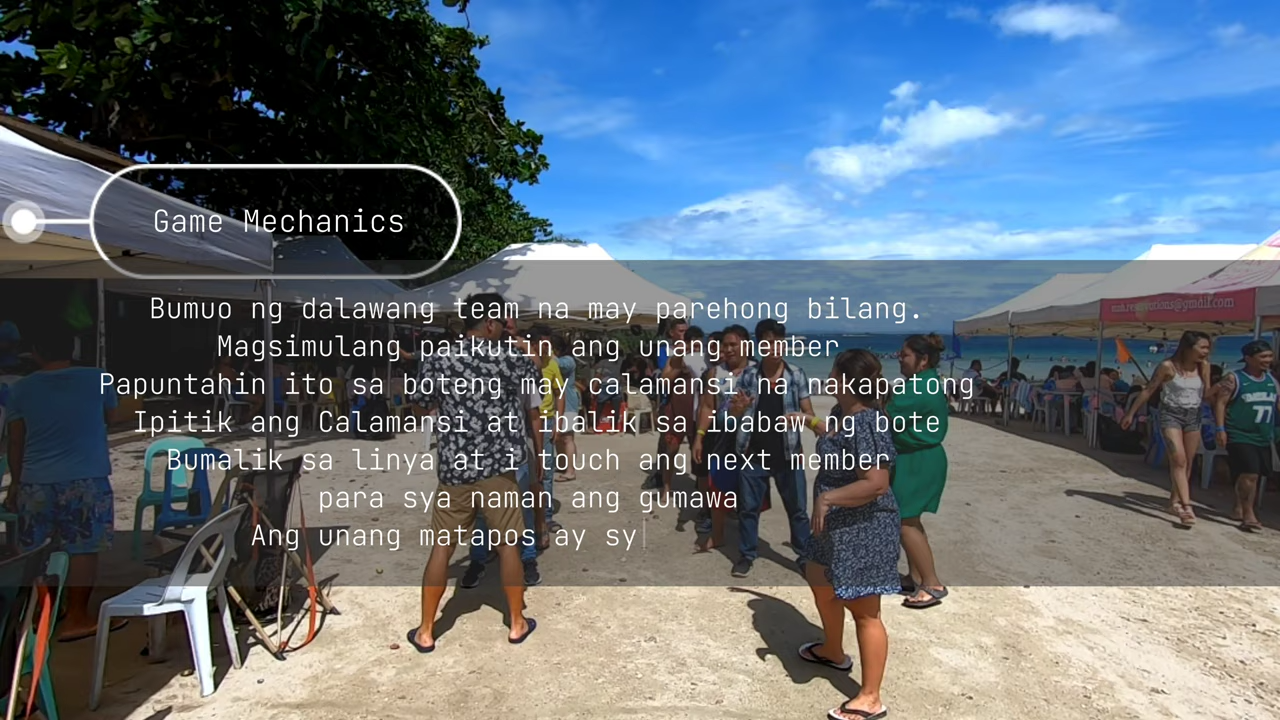 Game Mechanics
Bumuo ng dalawang team na may parehong bilang.
Magsimulang paikutin ang unang member
Papuntahin ito sa boteng may calamansi na nakapatong
Ipitik ang Calamansi at ibalik sa ibabaw ng bote
Bumalik sa linya at i touch ang next member
para sya naman ang gumawa
Ang unang matapos ay sy
77